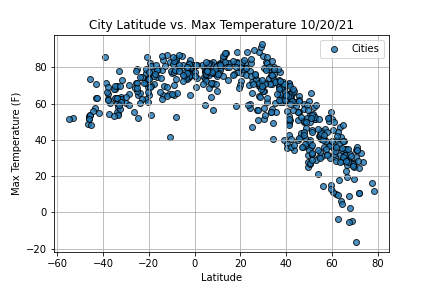 City Latitude vs. Max Temperature 10/20/21
Cities
Max Temperature (F)
80
60
40
20
0
−20
−60 −40 −20 0 20 40 60 80
Latitude